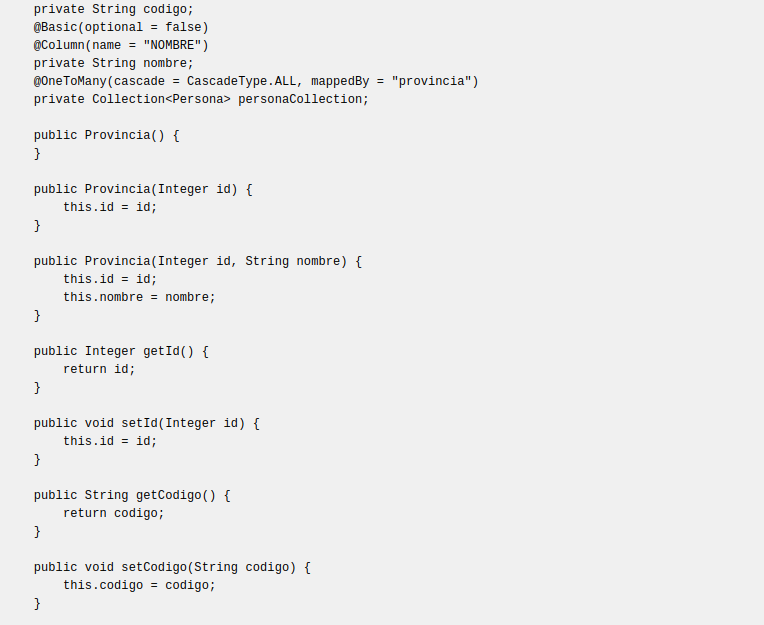 private String codigo;
@Basic(optional = false)
@Column(name = "NOMBRE")
private String nombre;
@OneToMany(cascade = CascadeType.ALL, mappedBy = "provincia")
private Collection<Persona> personaCollection;

public Provincia() {
}

public Provincia(Integer id) {
    this.id = id;
}

public Provincia(Integer id, String nombre) {
    this.id = id;
    this.nombre = nombre;
}

public Integer getId() {
    return id;
}

public void setId(Integer id) {
    this.id = id;
}

public String getCodigo() {
    return codigo;
}

public void setCodigo(String codigo) {
    this.codigo = codigo;
}